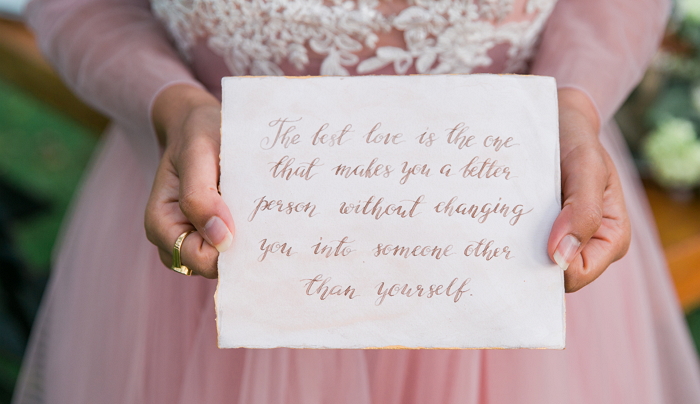 The best love is the one
that makes you a better
person without changing
you into someone other
than yourself.